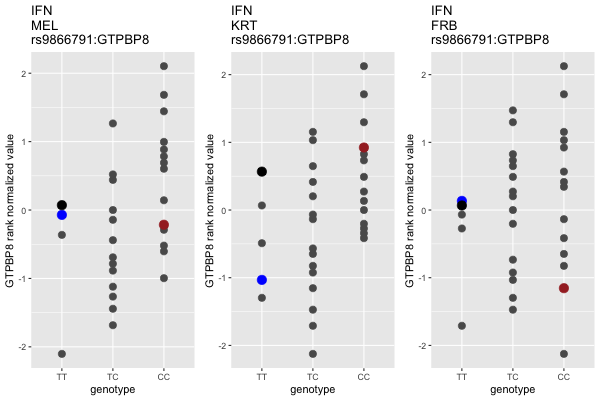 IFN
MEL
rs9866791:GTPBP8
GTPBP8 rank normalized value
2
1
0
-1
-2
TT
TC
CC
genotype
IFN
KRT
rs9866791:GTPBP8
GTPBP8 rank normalized value
2
1
0
-1
-2
TT
TC
CC
genotype
IFN
FRB
rs9866791:GTPBP8
GTPBP8 rank normalized value
2
1
0
-1
-2
TT
TC
CC
genotype